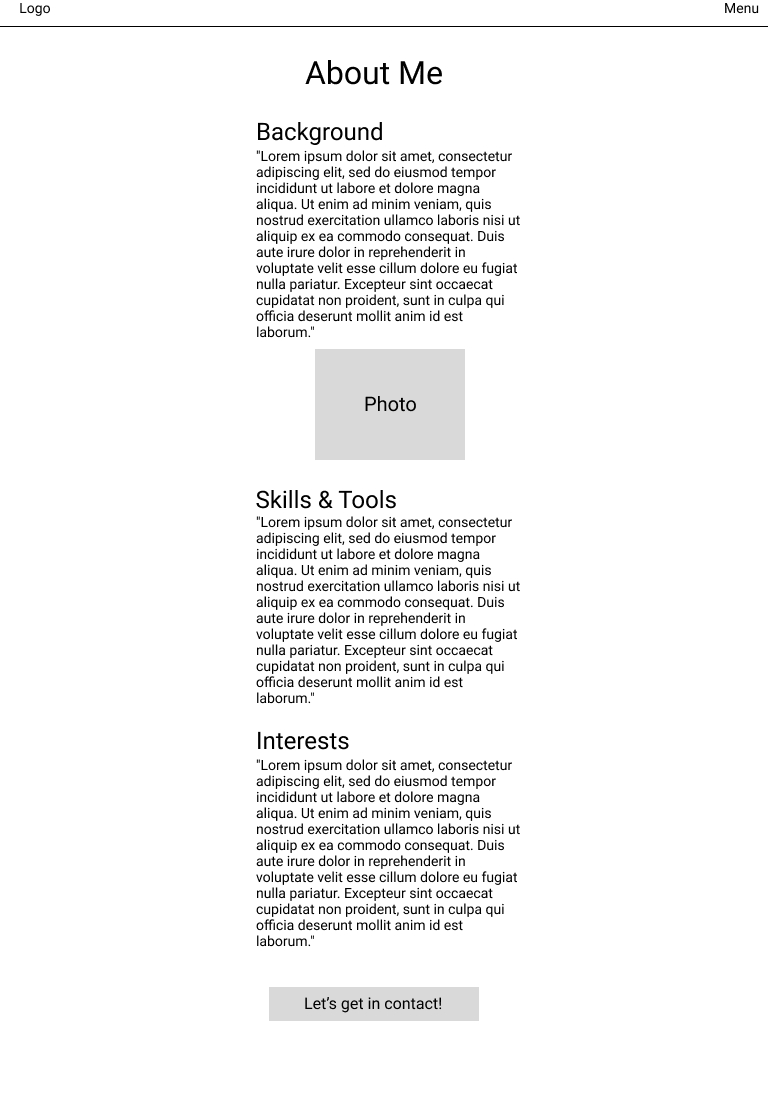 Logo
Menu
About Me
Background
"Lorem ipsum dolor sit amet, consectetur
adipiscing elit, sed do eiusmod tempor
incididunt ut labore et dolore magna
aliqua. Ut enim ad minim veniam, quis
nostrud exercitation ullamco laboris nisi ut
aliquip ex ea commodo consequat. Duis
aute irure dolor in reprehenderit in
voluptate velit esse cillum dolore eu fugiat
nulla pariatur. Excepteur sint occaecat
cupidatat non proident, sunt in culpa qui
officia deserunt mollit anim id est
laborum."
Photo
Skills & Tools
"Lorem ipsum dolor sit amet, consectetur
adipiscing elit, sed do eiusmod tempor
incididunt ut labore et dolore magna
aliqua. Ut enim ad minim veniam, quis
nostrud exercitation ullamco laboris nisi ut
aliquip ex ea commodo consequat. Duis
aute irure dolor in reprehenderit in
voluptate velit esse cillum dolore eu fugiat
nulla pariatur. Excepteur sint occaecat
cupidatat non proident, sunt in culpa qui
officia deserunt mollit anim id est
laborum."
Interests
"Lorem ipsum dolor sit amet, consectetur
adipiscing elit, sed do eiusmod tempor
incididunt ut labore et dolore magna
aliqua. Ut enim ad minim veniam, quis
nostrud exercitation ullamco laboris nisi ut
aliquip ex ea commodo consequat. Duis
aute irure dolor in reprehenderit in
voluptate velit esse cillum dolore eu fugiat
nulla pariatur. Excepteur sint occaecat
cupidatat non proident, sunt in culpa qui
officia deserunt mollit anim id est
laborum."
Let’s get in contact!